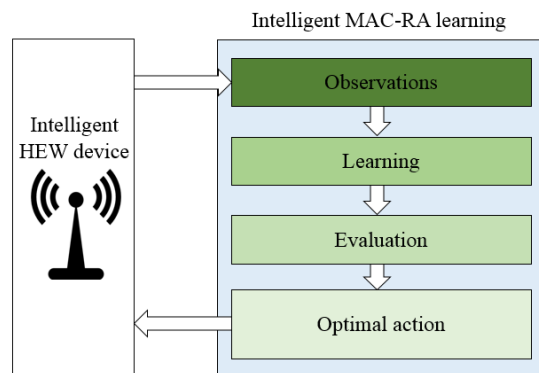 Intelligent MAC-RA learning
Intelligent
HEW device
Observations
Learning
Evaluation
Optimal action